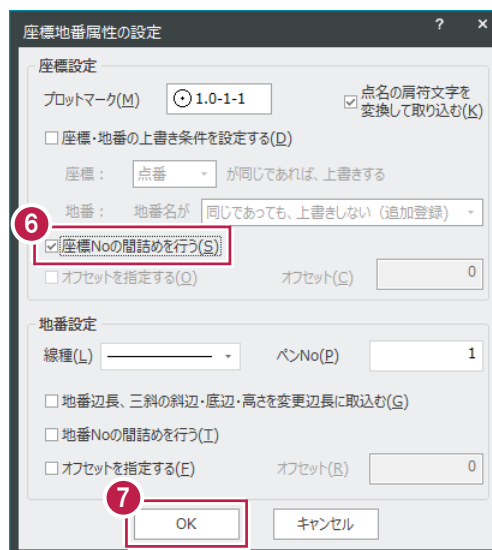 座標地番属性の設定 ? ×
座標設定
プロットマーク(M) 1.0-1-1
点名の肩符文字を
変換して取り込む(K)
座標・地番の上書き条件を設定する(D)
座標： 点番 が同じであれば、上書きする
地番： 地番名が 同じであっても、上書きしない（追加登録）
6
座標Noの間詰めを行う(S)
オフセットを指定する(O) オフセット(C) 0
地番設定
線種(L) ペンNo(P) 1
地番辺長、三斜の斜辺・底辺・高さを変更辺長に取込む(G)
地番Noの間詰めを行う(T)
オフセットを指定する(F) オフセット(R) 0
7
OK キャンセル